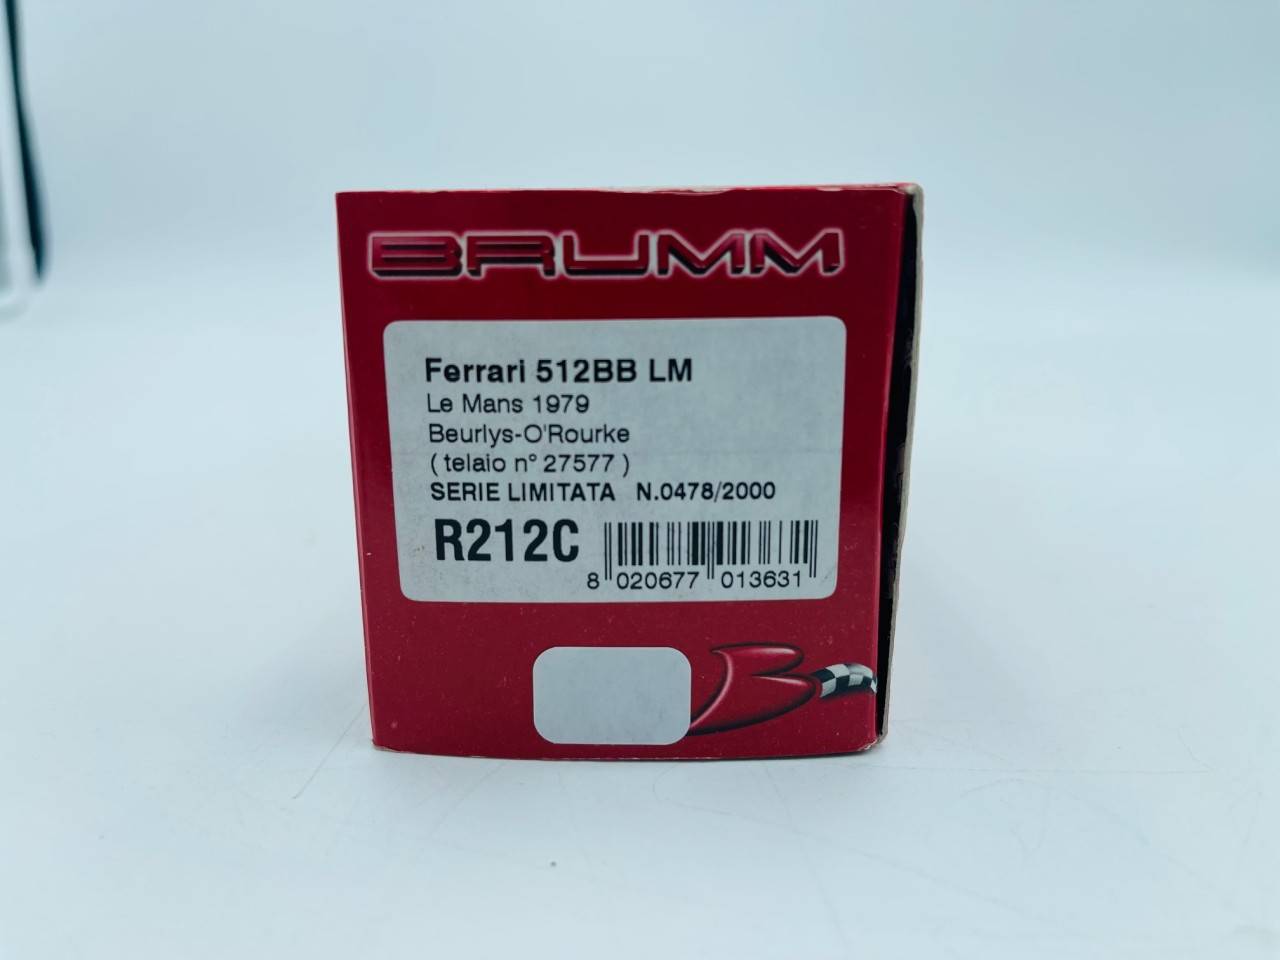 BRUMM
Ferrari 512BB LM
Le Mans 1979
Beurlys-O'Rourke
( telaio n° 27577 )
SERIE LIMITATA N.0478/2000
R212C
8 020677 013631
B